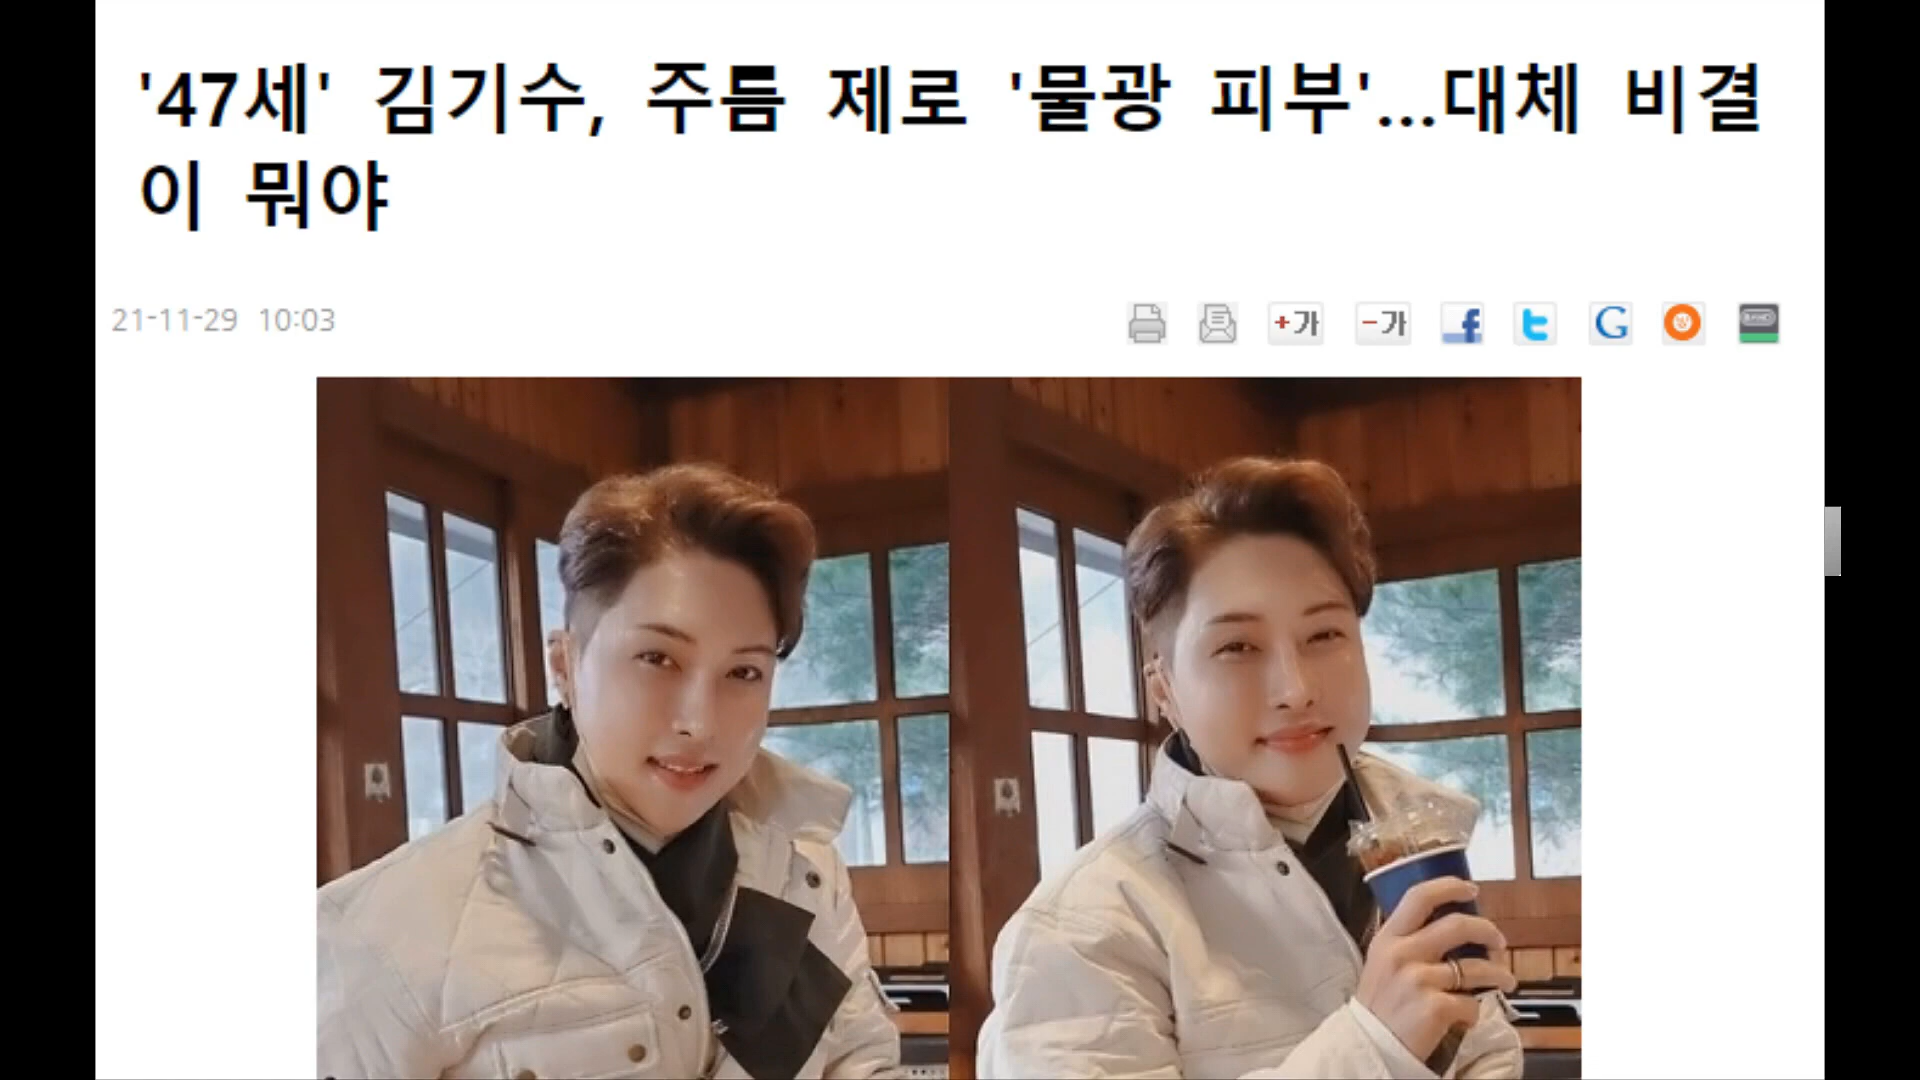 '47세' 김기수, 주틈 제로 '물광 피부'...대체 비결
이 뭐야
21-11-29 10:03
+가 -가